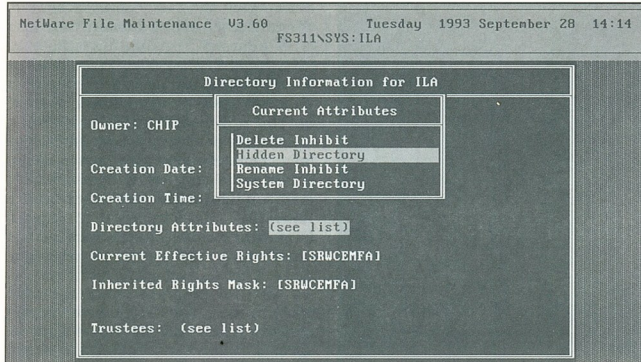 NetWare File Maintenance V3.60 Tuesday 1993 September 28 14:14
FS311\SYS:ILA
Directory Information for ILA
Current Attributes
Owner: CHIP
Delete Inhibit
Hidden Directory
Rename Inhibit
System Directory
Creation Date:
Creation Time:
Directory Attributes: (see list)
Current Effective Rights: [SRWCEMFA]
Inherited Rights Mask: [SRWCEMFA]
Trustees: (see list)